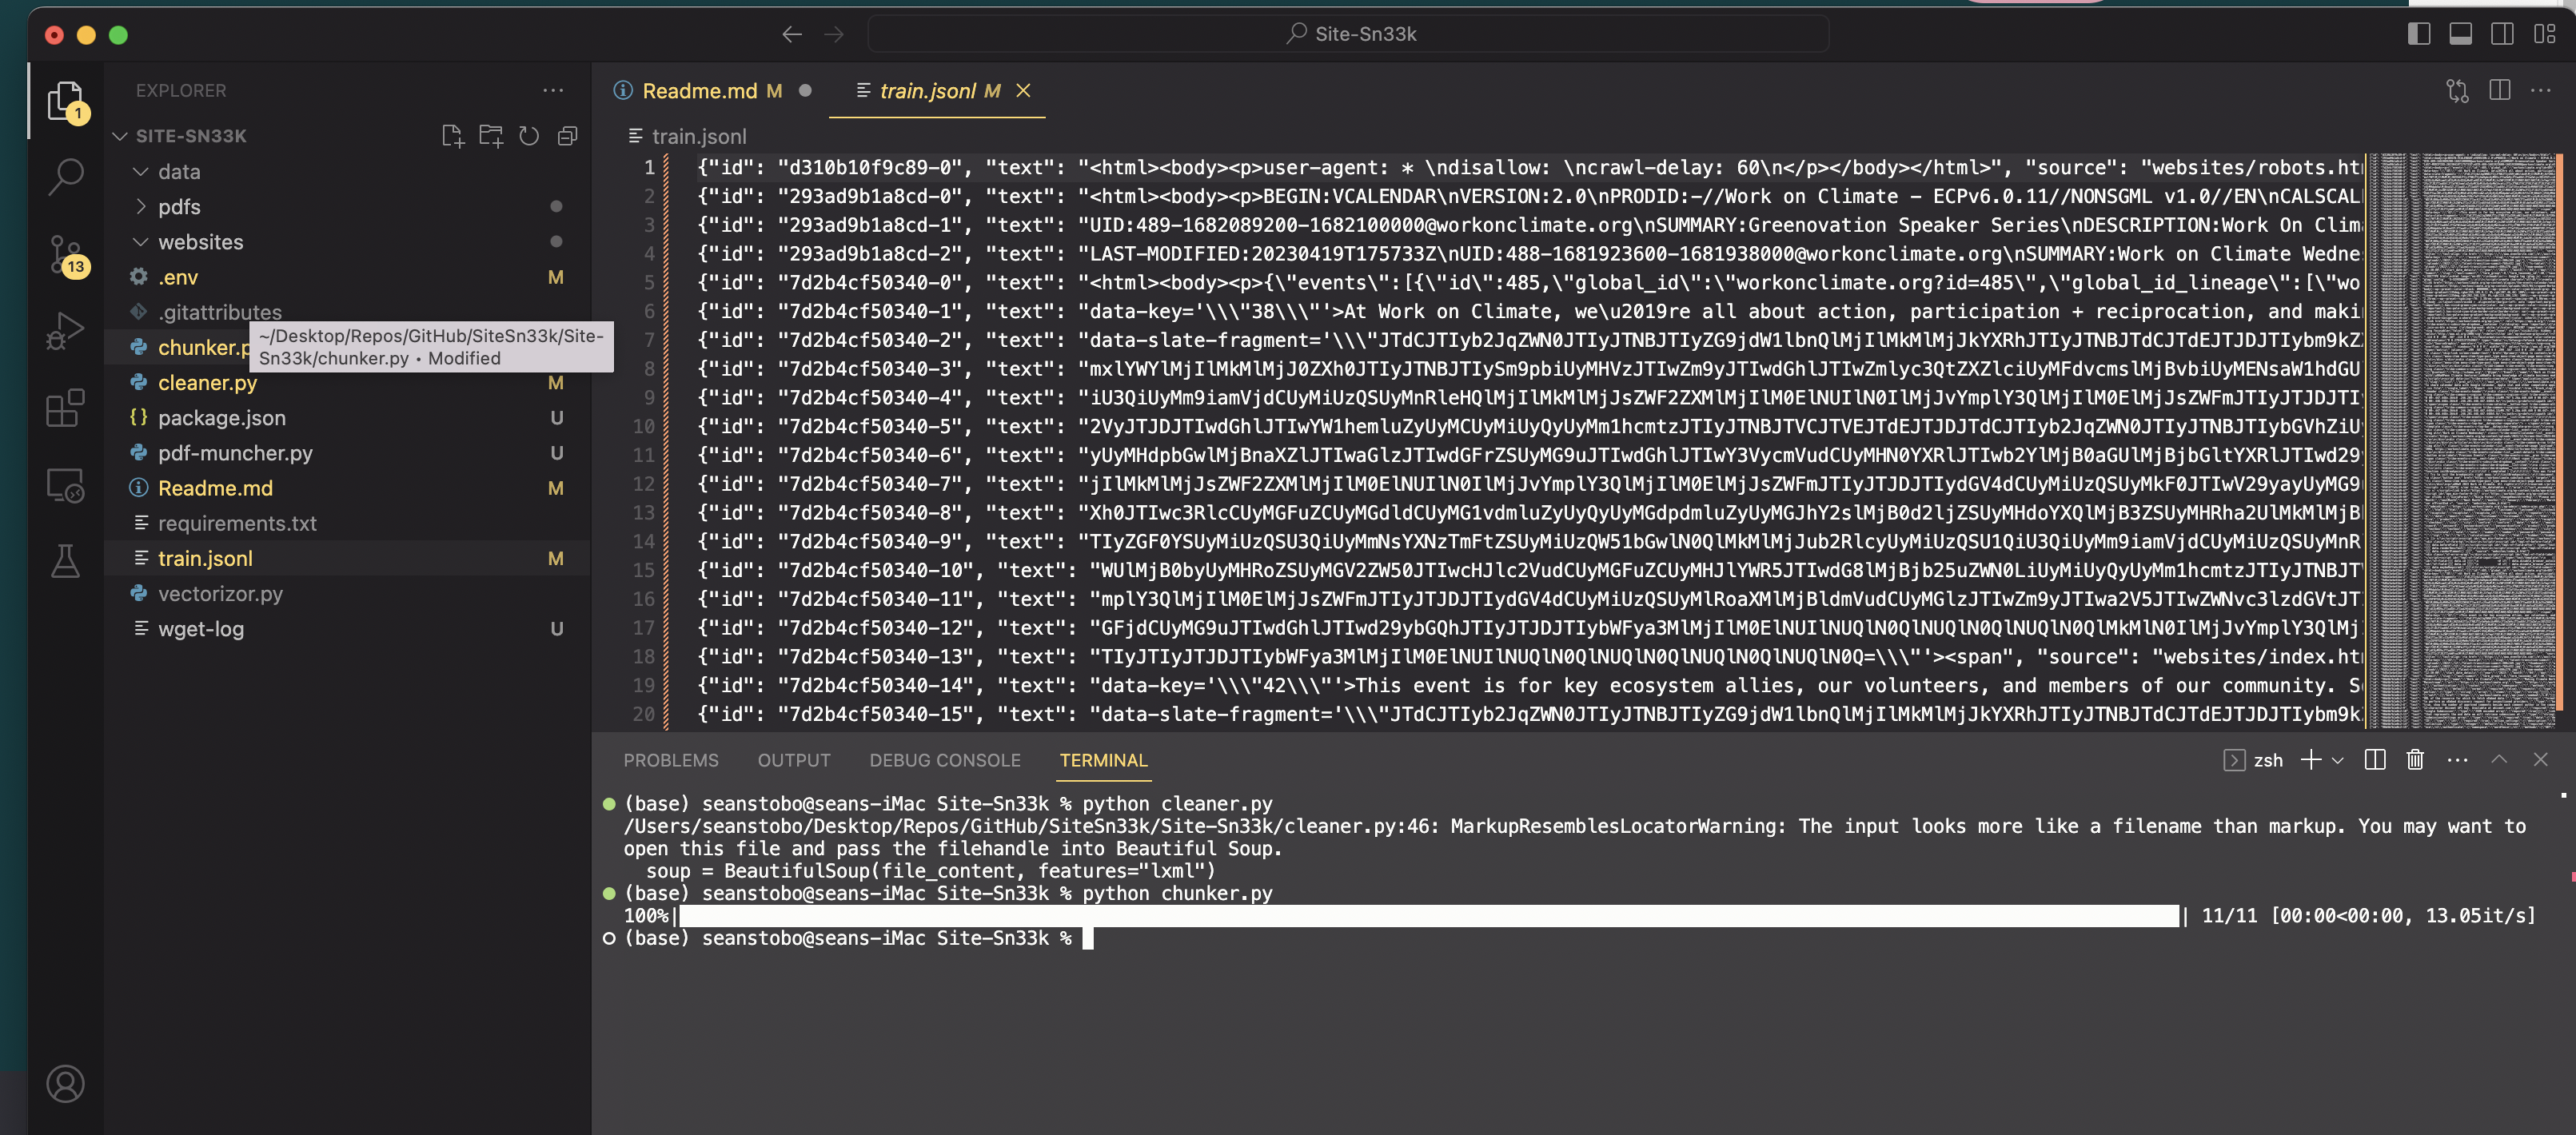 Site-Sn33k
EXPLORER
SITE-SN33K
data
pdfs
websites
.env M
.gitattributes
chunker.p
~/Desktop/Repos/GitHub/SiteSn33k/Site-
Sn33k/chunker.py • Modified
cleaner.py M
package.json U
pdf-muncher.py U
Readme.md M
requirements.txt
train.jsonl M
vectorizor.py
wget-log U
1
13
Readme.md M
train.jsonl M
train.jsonl
1 {"id": "d310b10f9c89-0", "text": "<html><body><p>user-agent: * \ndisallow: \ncrawl-delay: 60\n</p></body></html>", "source": "websites/robots.ht
2 {"id": "293ad9b1a8cd-0", "text": "<html><body><p>BEGIN:VCALENDAR\nVERSION:2.0\nPRODID:-//Work on Climate - ECPv6.0.11//NONSGML v1.0//EN\nCALSCAL
3 {"id": "293ad9b1a8cd-1", "text": "UID:489-1682089200-1682100000@workonclimate.org\nSUMMARY:Greenovation Speaker Series\nDESCRIPTION:Work On Clim
4 {"id": "293ad9b1a8cd-2", "text": "LAST-MODIFIED:20230419T175733Z\nUID:488-1681923600-1681938000@workonclimate.org\nSUMMARY:Work on Climate Wedne
5 {"id": "7d2b4cf50340-0", "text": "<html><body><p>{\"events\":[{\"id\":485,\"global_id\":\"workonclimate.org?id=485\",\"global_id_lineage\":[\"wo
6 {"id": "7d2b4cf50340-1", "text": "data-key='\\\"38\\\"'>At Work on Climate, we\u2019re all about action, participation + reciprocation, and maki
7 {"id": "7d2b4cf50340-2", "text": "data-slate-fragment='\\\"JTdCJTIyb2JqZWN0JTIyJTNBJTIyZG9jdW1lbnQlMjIlMkMlMjJkYXRhJTIyJTNBJTdCJTdEJTJDJTIybm9kZ
8 {"id": "7d2b4cf50340-3", "text": "mxlYWYlMjIlMkMlMjJ0ZXh0JTIyJTNBJTIySm9pbiUyMHVzJTIwZm9yJTIwdGhlJTIwZmlyc3QtZXZlciUyMFdvcmslMjBvbiUyMENsaW1hdGU
9 {"id": "7d2b4cf50340-4", "text": "iU3QiUyMm9iamVjdCUyMiUzQSUyMnRleHQlMjIlMkMlMjJsZWF2ZXMlMjIlM0ElNUIlN0IlMjJvYmplY3QlMjIlM0ElMjJsZWFmJTIyJTJDJTI
10 {"id": "7d2b4cf50340-5", "text": "2VyJTJDJTIwdGhlJTIwYW1hemluZyUyMCUyMiUyQyUyMm1hcmtzJTIyJTNBJTVCJTVEJTdEJTJDJTdCJTIyb2JqZWN0JTIyJTNBJTIybGVhZiU
11 {"id": "7d2b4cf50340-6", "text": "yUyMHdpbGwlMjBnaXZlJTIwaGlzJTIwdGFrZSUyMG9uJTIwdGhlJTIwY3VycmVudCUyMHN0YXRlJTIwb2YlMjB0aGUlMjBjbGltYXRlJTIwd29
12 {"id": "7d2b4cf50340-7", "text": "jIlMkMlMjJsZWF2ZXMlMjIlM0ElNUIlN0IlMjJvYmplY3QlMjIlM0ElMjJsZWFmJTIyJTJDJTIydGV4dCUyMiUzQSUyMkF0JTIwV29yayUyMG9
13 {"id": "7d2b4cf50340-8", "text": "Xh0JTIwc3RlcCUyMGFuZCUyMGdldCUyMG1vdmluZyUyQyUyMGdpdmluZyUyMGJhY2slMjB0d2ljZSUyMHdoYXQlMjB3ZSUyMHRha2UlMkMlMjB
14 {"id": "7d2b4cf50340-9", "text": "TIyZGF0YSUyMiUzQSU3QiUyMmNsYXNzTmFtZSUyMiUzQW51bGwlN0QlMkMlMjJub2RlcyUyMiUzQSU1QiU3QiUyMm9iamVjdCUyMiUzQSUyMnR
15 {"id": "7d2b4cf50340-10", "text": "WUlMjB0byUyMHRoZSUyMGV2ZW50JTIwcHJlc2VudCUyMGFuZCUyMHJlYWR5JTIwdG8lMjBjb25uZWN0LiUyMiUyQyUyMm1hcmtzJTIyJTNBJT
16 {"id": "7d2b4cf50340-11", "text": "mplY3QlMjIlM0ElMjJsZWFmJTIyJTJDJTIydGV4dCUyMiUzQSUyMlRoaXMlMjBldmVudCUyMGlzJTIwZm9yJTIwa2V5JTIwZWNvc3lzdGVtJT
17 {"id": "7d2b4cf50340-12", "text": "GFjdCUyMG9uJTIwdGhlJTIwd29ybGQhJTIyJTJDJTIybWFya3MlMjIlM0ElNUIlNUQlN0QlNUQlN0QlNUQlN0QlMkMlN0IlMjJvYmplY3QlMj
18 {"id": "7d2b4cf50340-13", "text": "TIyJTIyJTJDJTIybWFya3MlMjIlM0ElNUIlNUQlN0QlNUQlN0QlNUQlN0QlNUQlN0Q=\\\"'><span", "source": "websites/index.ht
19 {"id": "7d2b4cf50340-14", "text": "data-key='\\\"42\\\"'>This event is for key ecosystem allies, our volunteers, and members of our community. S
20 {"id": "7d2b4cf50340-15", "text": "data-slate-fragment='\\\"JTdCJTIyb2JqZWN0JTIyJTNBJTIyZG9jdW1lbnQlMjIlMkMlMjJkYXRhJTIyJTNBJTdCJTdEJTJDJTIybm9k
PROBLEMS OUTPUT DEBUG CONSOLE TERMINAL zsh
(base) seanstobo@seans-iMac Site-Sn33k % python cleaner.py
/Users/seanstobo/Desktop/Repos/GitHub/SiteSn33k/Site-Sn33k/cleaner.py:46: MarkupResemblesLocatorWarning: The input looks more like a filename than markup. You may want to
open this file and pass the filehandle into Beautiful Soup.
soup = BeautifulSoup(file_content, features="lxml")
(base) seanstobo@seans-iMac Site-Sn33k % python chunker.py
100%| | 11/11 [00:00<00:00, 13.05it/s]
(base) seanstobo@seans-iMac Site-Sn33k %